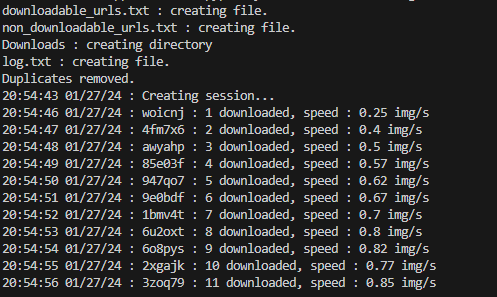 downloadable_urls.txt : creating file.
non_downloadable_urls.txt : creating file.
Downloads : creating directory
log.txt : creating file.
Duplicates removed.
20:54:43 01/27/24 : Creating session...
20:54:46 01/27/24 : woicnj : 1 downloaded, speed : 0.25 img/s
20:54:47 01/27/24 : 4fm7x6 : 2 downloaded, speed : 0.4 img/s
20:54:48 01/27/24 : awyahp : 3 downloaded, speed : 0.5 img/s
20:54:49 01/27/24 : 85e03f : 4 downloaded, speed : 0.57 img/s
20:54:50 01/27/24 : 947qo7 : 5 downloaded, speed : 0.62 img/s
20:54:51 01/27/24 : 9e0bdf : 6 downloaded, speed : 0.67 img/s
20:54:52 01/27/24 : 1bmv4t : 7 downloaded, speed : 0.7 img/s
20:54:53 01/27/24 : 6u2oxt : 8 downloaded, speed : 0.8 img/s
20:54:54 01/27/24 : 6o8pys : 9 downloaded, speed : 0.82 img/s
20:54:55 01/27/24 : 2xgajk : 10 downloaded, speed : 0.77 img/s
20:54:56 01/27/24 : 3zoq79 : 11 downloaded, speed : 0.85 img/s